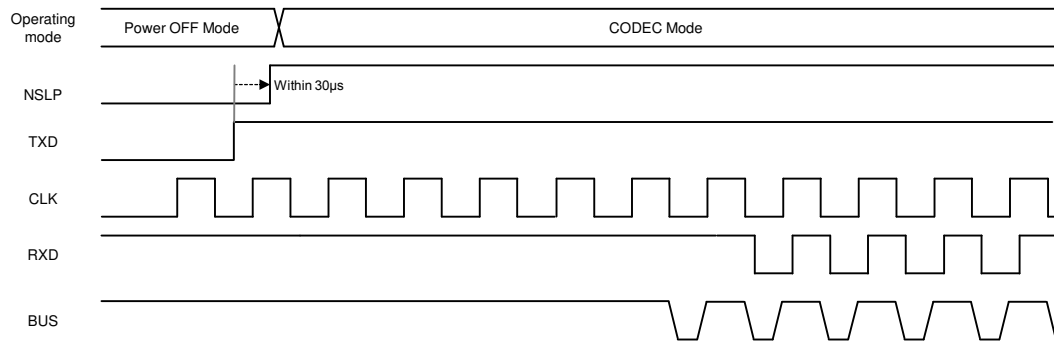 Operating
mode
Power OFF Mode
CODEC Mode
NSLP
Within 30µs
TXD
CLK
RXD
BUS